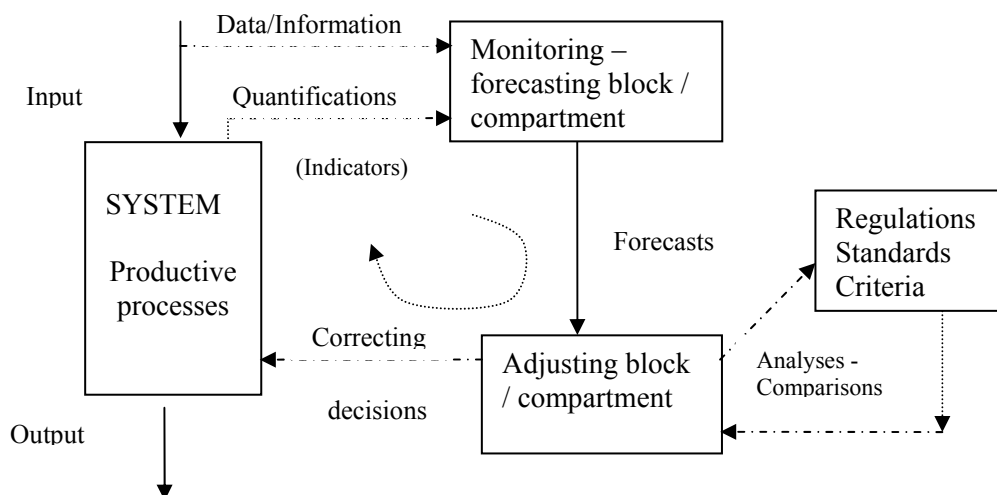 Data/Information
Monitoring –
forecasting block /
compartment
Input
Quantifications
(Indicators)
SYSTEM
Productive
processes
Regulations
Standards
Criteria
Forecasts
Correcting
decisions
Adjusting block
/ compartment
Analyses -
Comparisons
Output